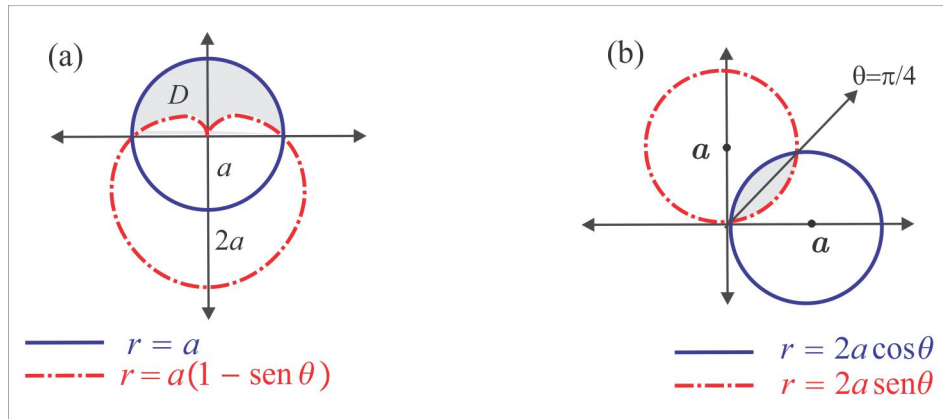 (a)
D
a
2a
r = a
r = a(1 − sen θ)
(b)
θ=π/4
a
a
r = 2a cosθ
r = 2a senθ